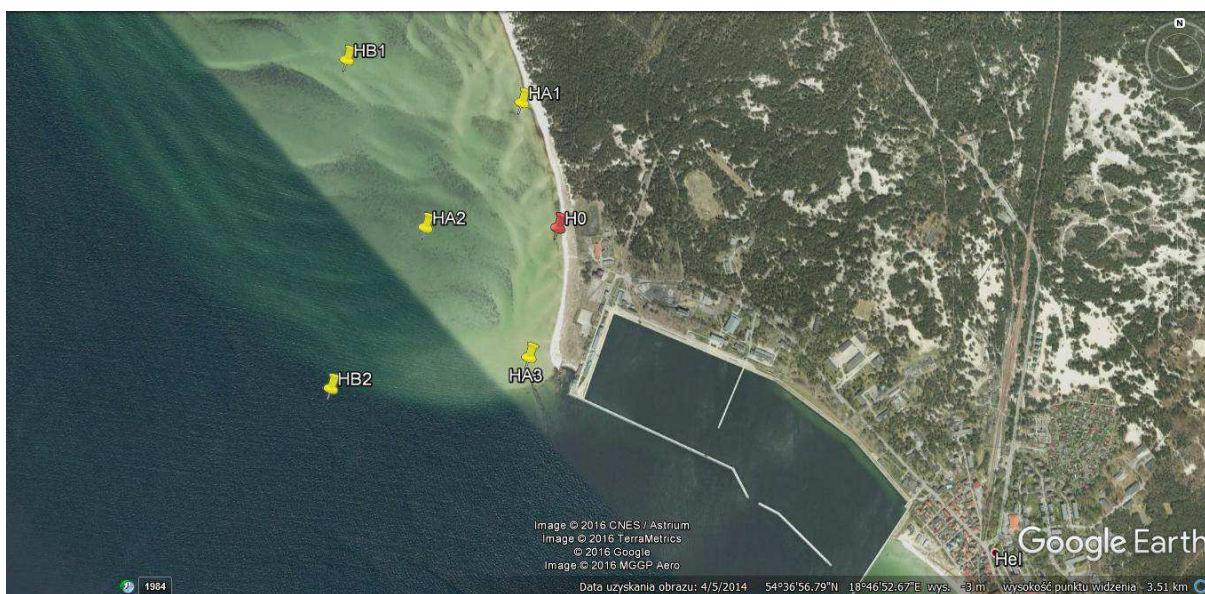 N
HB1
HA1
HA2
H0
HB2
HA3
Image © 2016 CNES / Astrium
Image © 2016 TerraMetrics
© 2016 Google
Image © 2016 MGGP Aero
Google Earth
Hel
1984
Data uzyskania obrazu: 4/5/2014 54°36'56.79"N 18°46'52.67"E wys. -3 m wysokość punktu widzenia 3.51 km